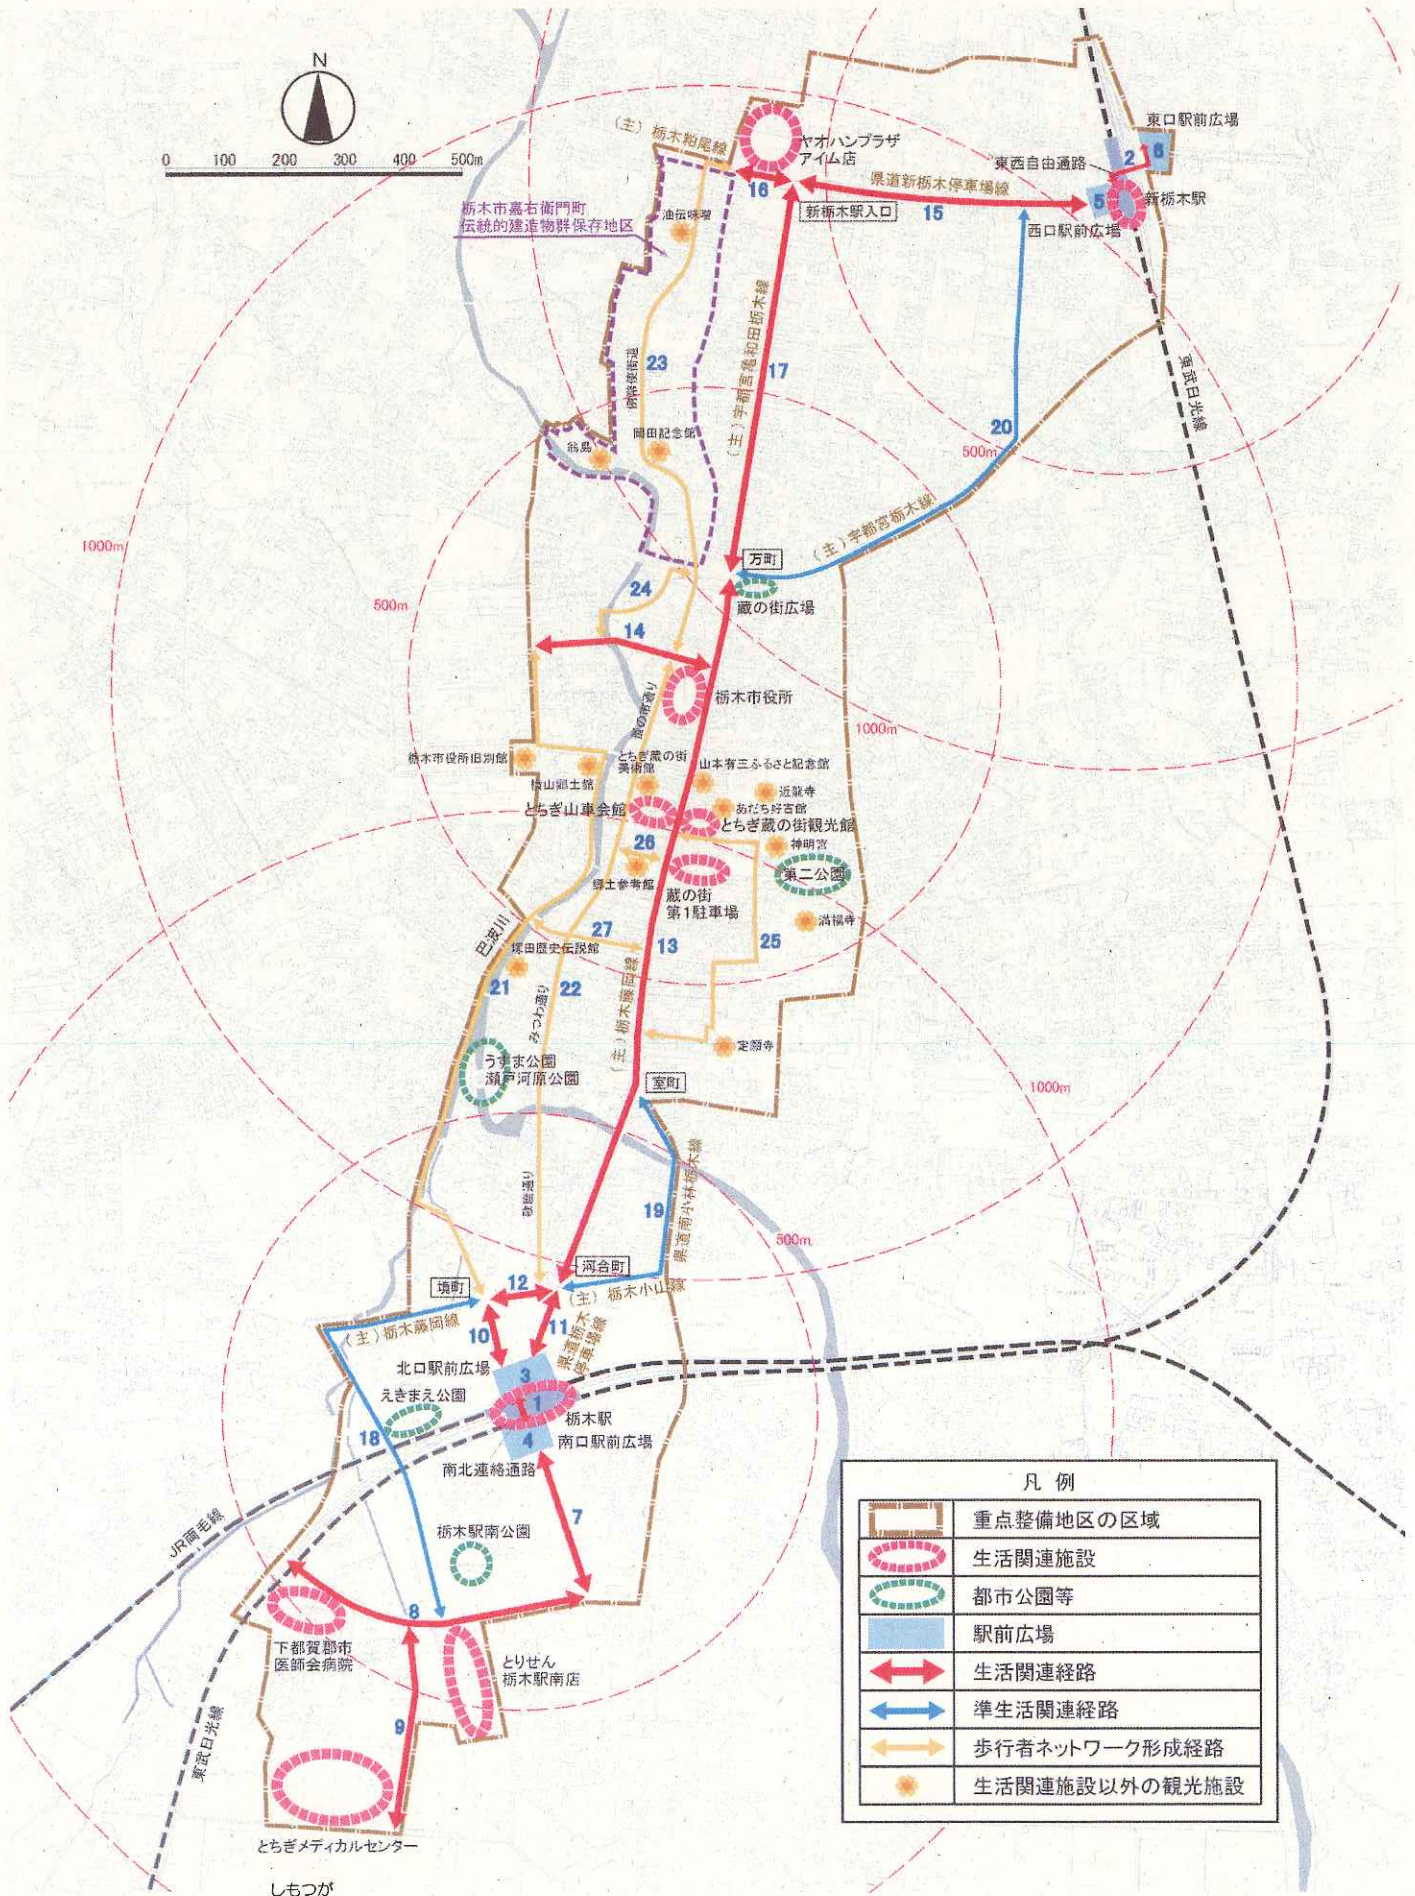 N
0 100 200 300 400 500m
(主)栃木粕尾線
ヤオハンプラザ
アイム店
東口駅前広場
東西自由通路
2
6
県道新栃木停車場線
16
新栃木駅入口
15
5
新栃木駅
西口駅前広場
栃木市嘉右衛門町
伝統的建造物群保存地区
油伝味噌
(主)宇都宮亀和田栃木線
23
例幣使街道
17
東武日光線
岡田記念館
翁島
20
500m
(主)宇都宮栃木線
1000m
万町
蔵の街広場
24
500m
14
栃木市役所
蔵の街通り
1000m
栃木市役所旧別館
横山郷土館
とちぎ蔵の街
美術館
山本有三ふるさと記念館
近龍寺
あだち好古館
とちぎ山車会館
とちぎ蔵の街観光館
26
神明宮
郷土参考館
第二公園
蔵の街
第1駐車場
満福寺
巴波川
27
13
25
塚田歴史伝説館
21
22
みつわ通り
(主)栃木藤岡線
定願寺
うずま公園
瀬戸河原公園
室町
1000m
県道南小林栃木線
19
500m
河合町
境町
12
(主)栃木小山線
(主)栃木藤岡線
10
11
県道栃木
停車場線
北口駅前広場
3
えきまえ公園
1
栃木駅
18
4
南口駅前広場
南北連絡通路
7
JR両毛線
栃木駅南公園
8
下都賀郡市
医師会病院
とりせん
栃木駅南店
9
東武日光線
とちぎメディカルセンター
しもつが
凡例
重点整備地区の区域
生活関連施設
都市公園等
駅前広場
生活関連経路
準生活関連経路
歩行者ネットワーク形成経路
生活関連施設以外の観光施設